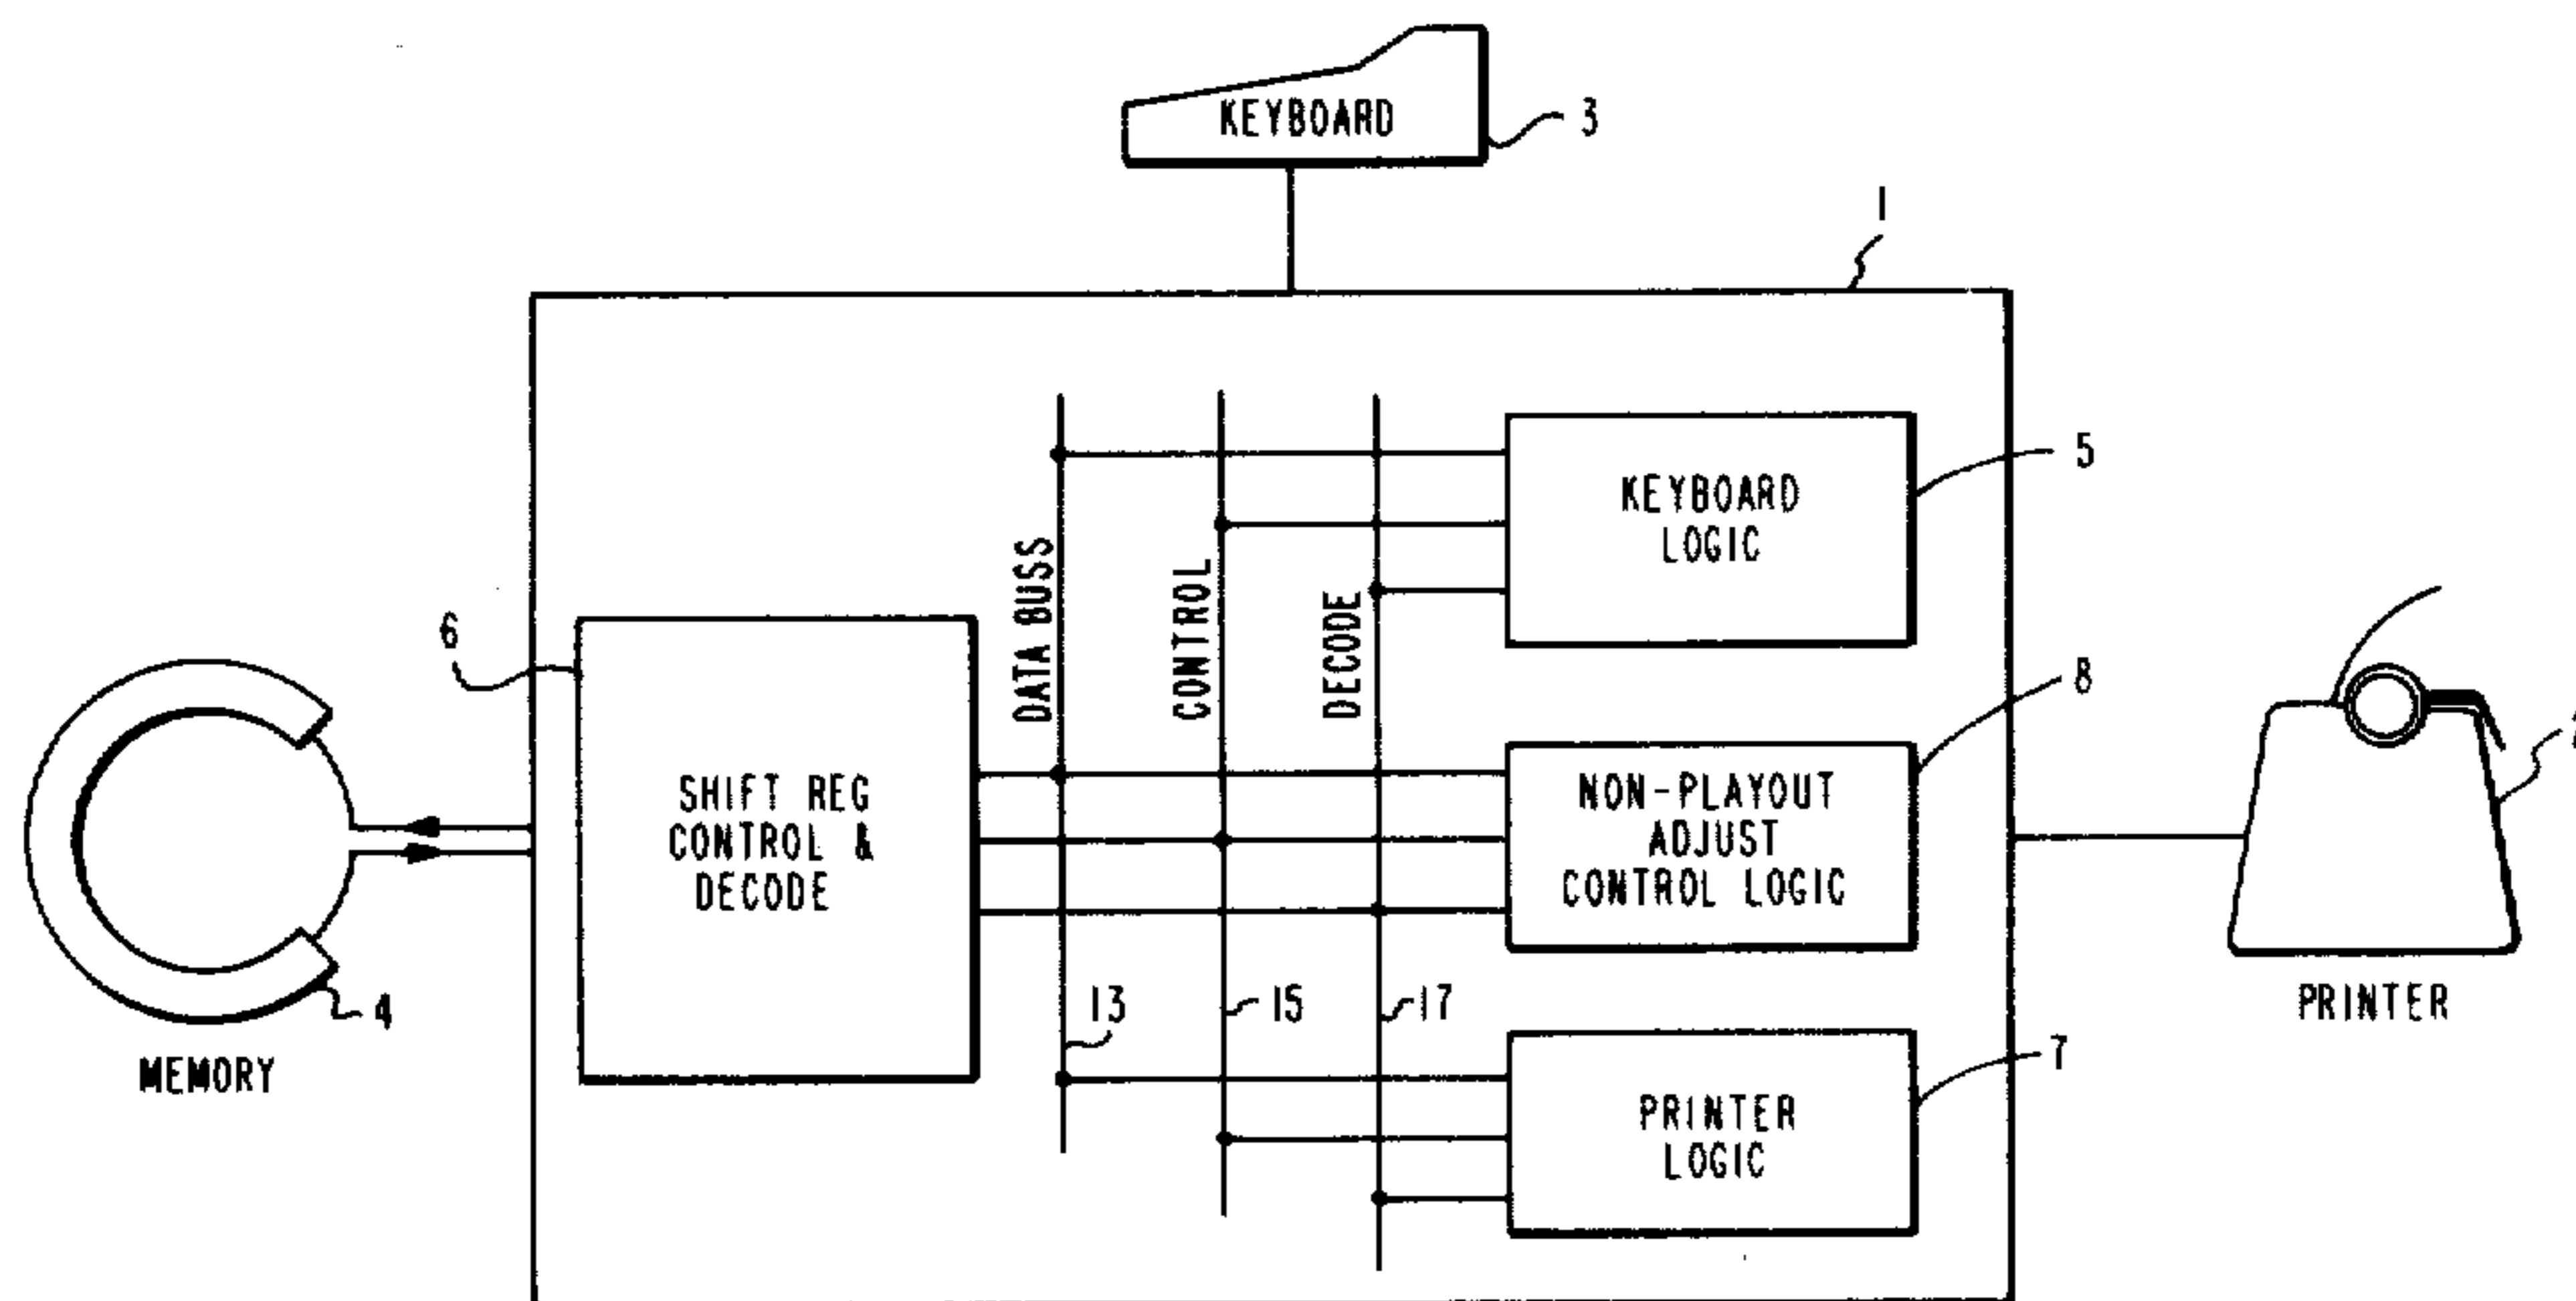 KEYBOARD
3
1
KEYBOARD
LOGIC
5
DATA BUSS
CONTROL
DECODE
6
SHIFT REG
CONTROL &
DECODE
NON-PLAYOUT
ADJUST
CONTROL LOGIC
8
4
MEMORY
13
15
17
PRINTER
LOGIC
7
PRINTER